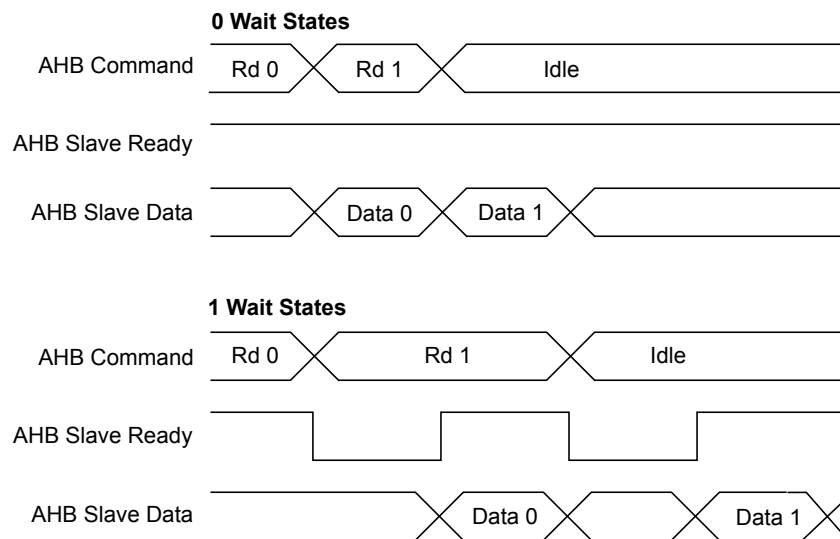 0 Wait States
AHB Command Rd 0 Rd 1 Idle
AHB Slave Ready
AHB Slave Data Data 0 Data 1
1 Wait States
AHB Command Rd 0 Rd 1 Idle
AHB Slave Ready
AHB Slave Data Data 0 Data 1